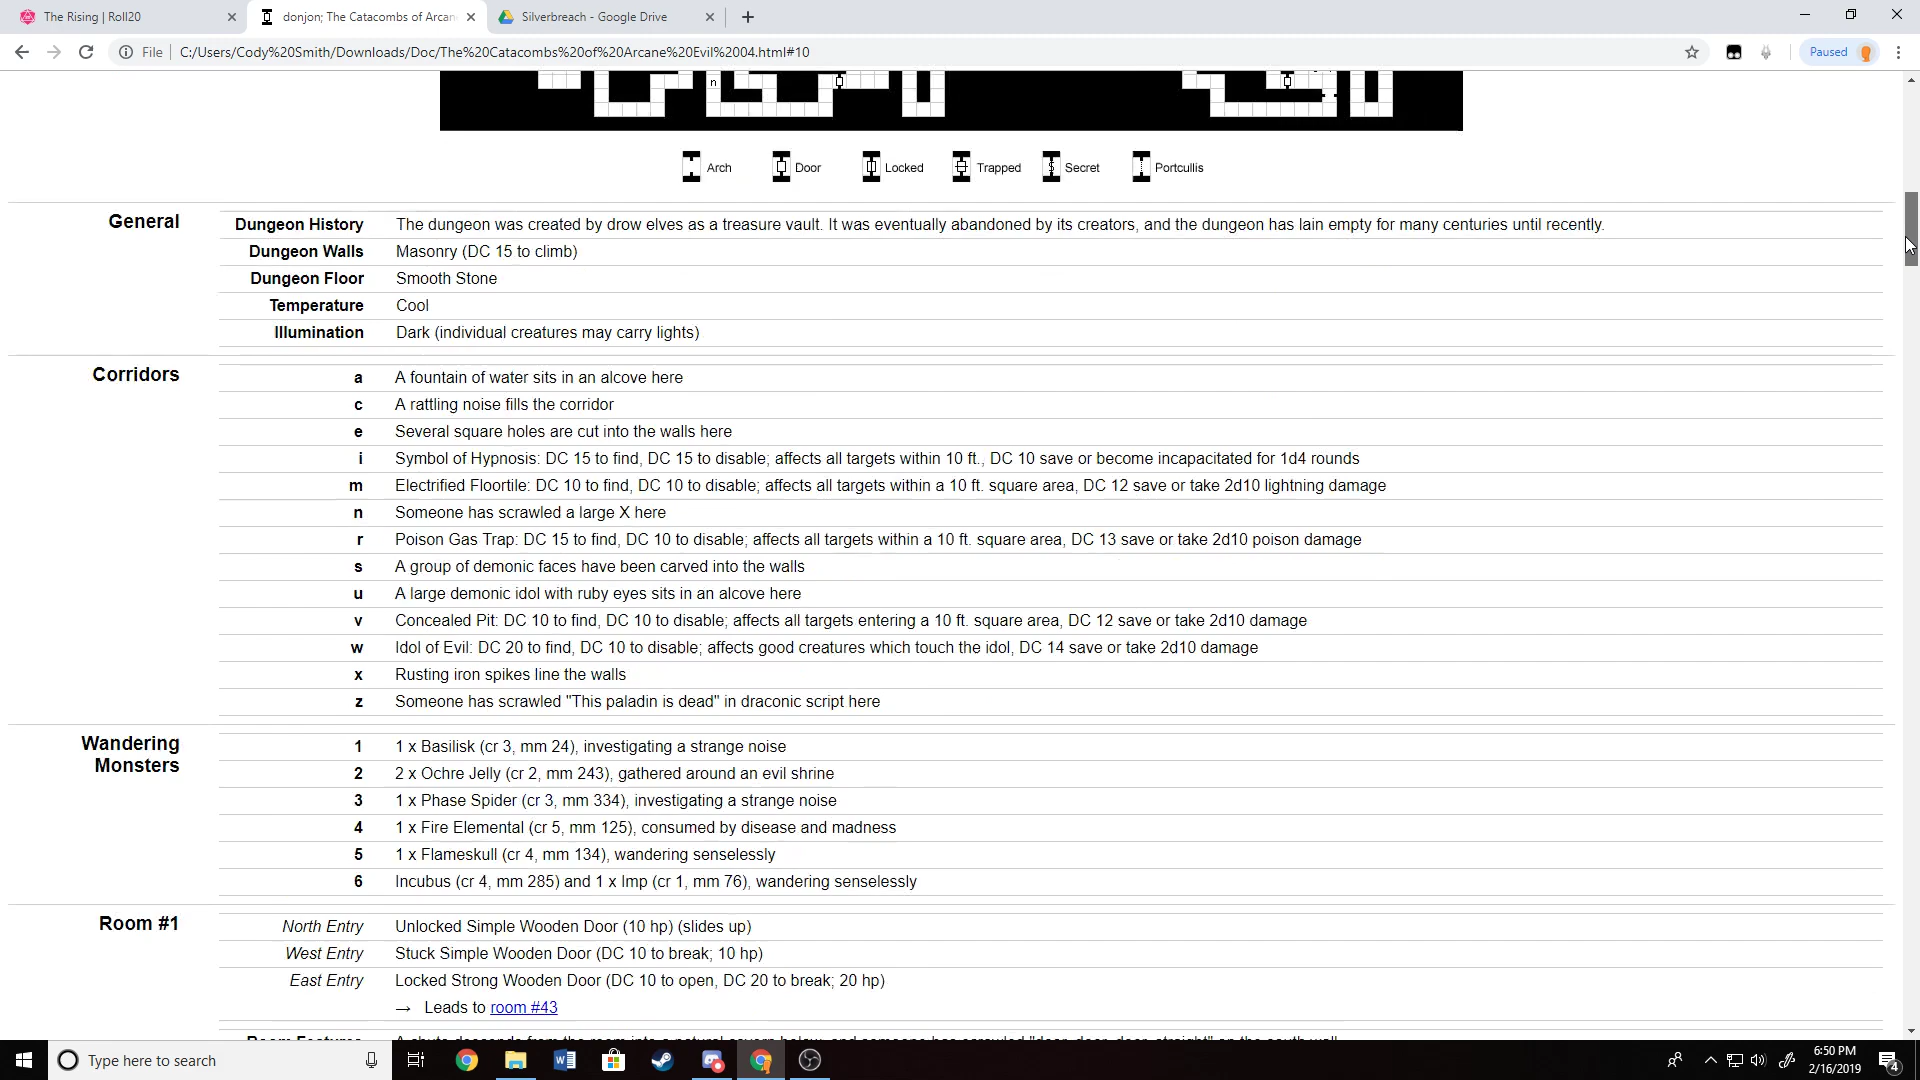 The Rising | Roll20
donjon; The Catacombs of Arcan
Silverbreach - Google Drive
File C:/Users/Cody%20Smith/Downloads/Doc/The%20Catacombs%20of%20Arcane%20Evil%2004.html#10
Paused
n
Arch Door Locked Trapped Secret Portcullis
General
Dungeon History The dungeon was created by drow elves as a treasure vault. It was eventually abandoned by its creators, and the dungeon has lain empty for many centuries until recently.
Dungeon Walls Masonry (DC 15 to climb)
Dungeon Floor Smooth Stone
Temperature Cool
Illumination Dark (individual creatures may carry lights)
Corridors
a A fountain of water sits in an alcove here
c A rattling noise fills the corridor
e Several square holes are cut into the walls here
i Symbol of Hypnosis: DC 15 to find, DC 15 to disable; affects all targets within 10 ft., DC 10 save or become incapacitated for 1d4 rounds
m Electrified Floortile: DC 10 to find, DC 10 to disable; affects all targets within a 10 ft. square area, DC 12 save or take 2d10 lightning damage
n Someone has scrawled a large X here
r Poison Gas Trap: DC 15 to find, DC 10 to disable; affects all targets within a 10 ft. square area, DC 13 save or take 2d10 poison damage
s A group of demonic faces have been carved into the walls
u A large demonic idol with ruby eyes sits in an alcove here
v Concealed Pit: DC 10 to find, DC 10 to disable; affects all targets entering a 10 ft. square area, DC 12 save or take 2d10 damage
w Idol of Evil: DC 20 to find, DC 10 to disable; affects good creatures which touch the idol, DC 14 save or take 2d10 damage
x Rusting iron spikes line the walls
z Someone has scrawled "This paladin is dead" in draconic script here
Wandering Monsters
1 1 x Basilisk (cr 3, mm 24), investigating a strange noise
2 2 x Ochre Jelly (cr 2, mm 243), gathered around an evil shrine
3 1 x Phase Spider (cr 3, mm 334), investigating a strange noise
4 1 x Fire Elemental (cr 5, mm 125), consumed by disease and madness
5 1 x Flameskull (cr 4, mm 134), wandering senselessly
6 Incubus (cr 4, mm 285) and 1 x Imp (cr 1, mm 76), wandering senselessly
Room #1
North Entry Unlocked Simple Wooden Door (10 hp) (slides up)
West Entry Stuck Simple Wooden Door (DC 10 to break; 10 hp)
East Entry Locked Strong Wooden Door (DC 10 to open, DC 20 to break; 20 hp)
→ Leads to room #43
Type here to search
6:50 PM
2/16/2019
4